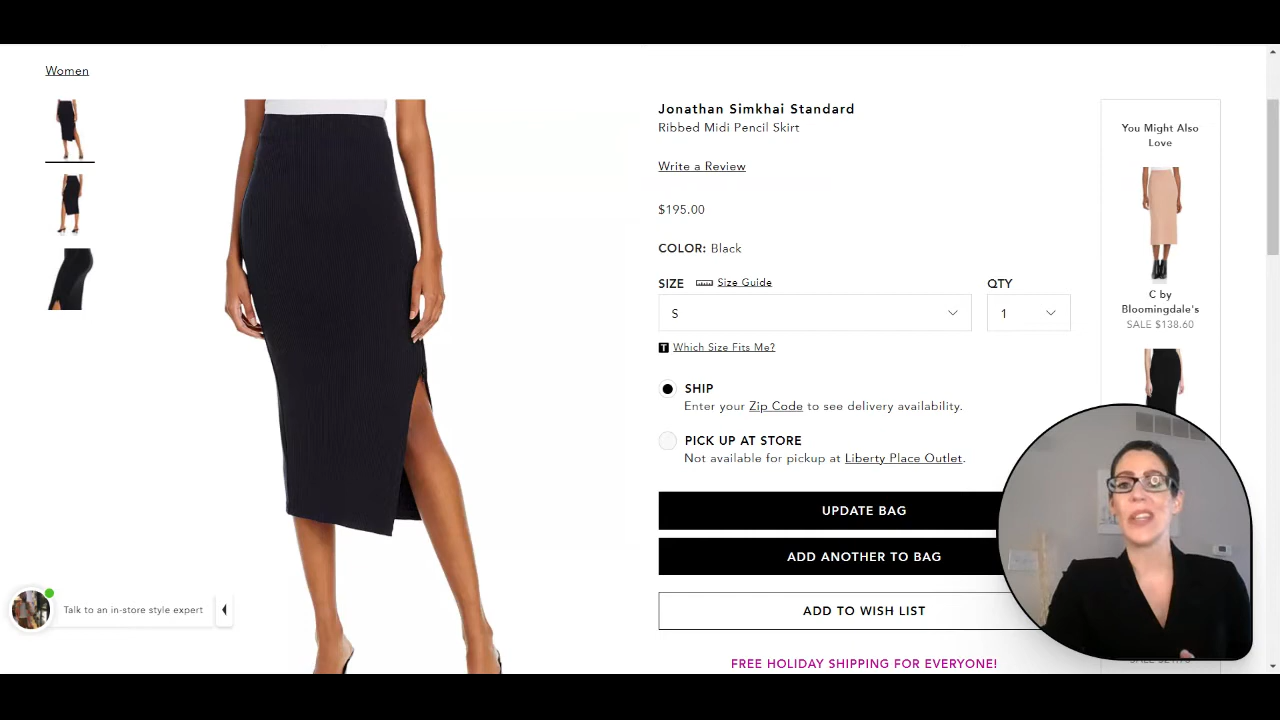 Women
Jonathan Simkhai Standard
Ribbed Midi Pencil Skirt
Write a Review
$195.00
COLOR: Black
SIZE Size Guide QTY
S 1
T Which Size Fits Me?
SHIP
Enter your Zip Code to see delivery availability.
PICK UP AT STORE
Not available for pickup at Liberty Place Outlet.
UPDATE BAG
ADD ANOTHER TO BAG
ADD TO WISH LIST
FREE HOLIDAY SHIPPING FOR EVERYONE!
You Might Also
Love
C by
Bloomingdale's
SALE $138.60
Talk to an in-store style expert